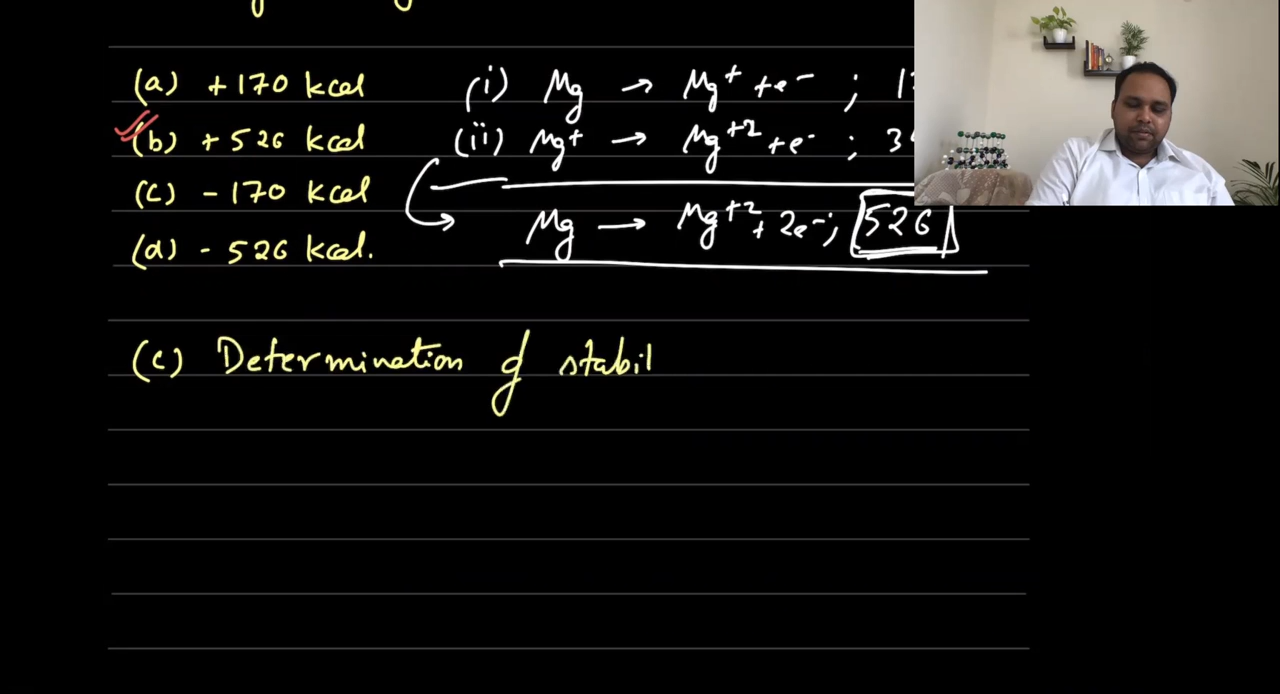 (a) +170 kcal
(b) +526 kcal
(c) -170 kcal
(d) - 526 kcal.
(i) Mg → Mg+ + e- ;
(ii) Mg+ → Mg+2 + e- ;
Mg → Mg+2 + 2e- ; 526
(c) Determination of stabil